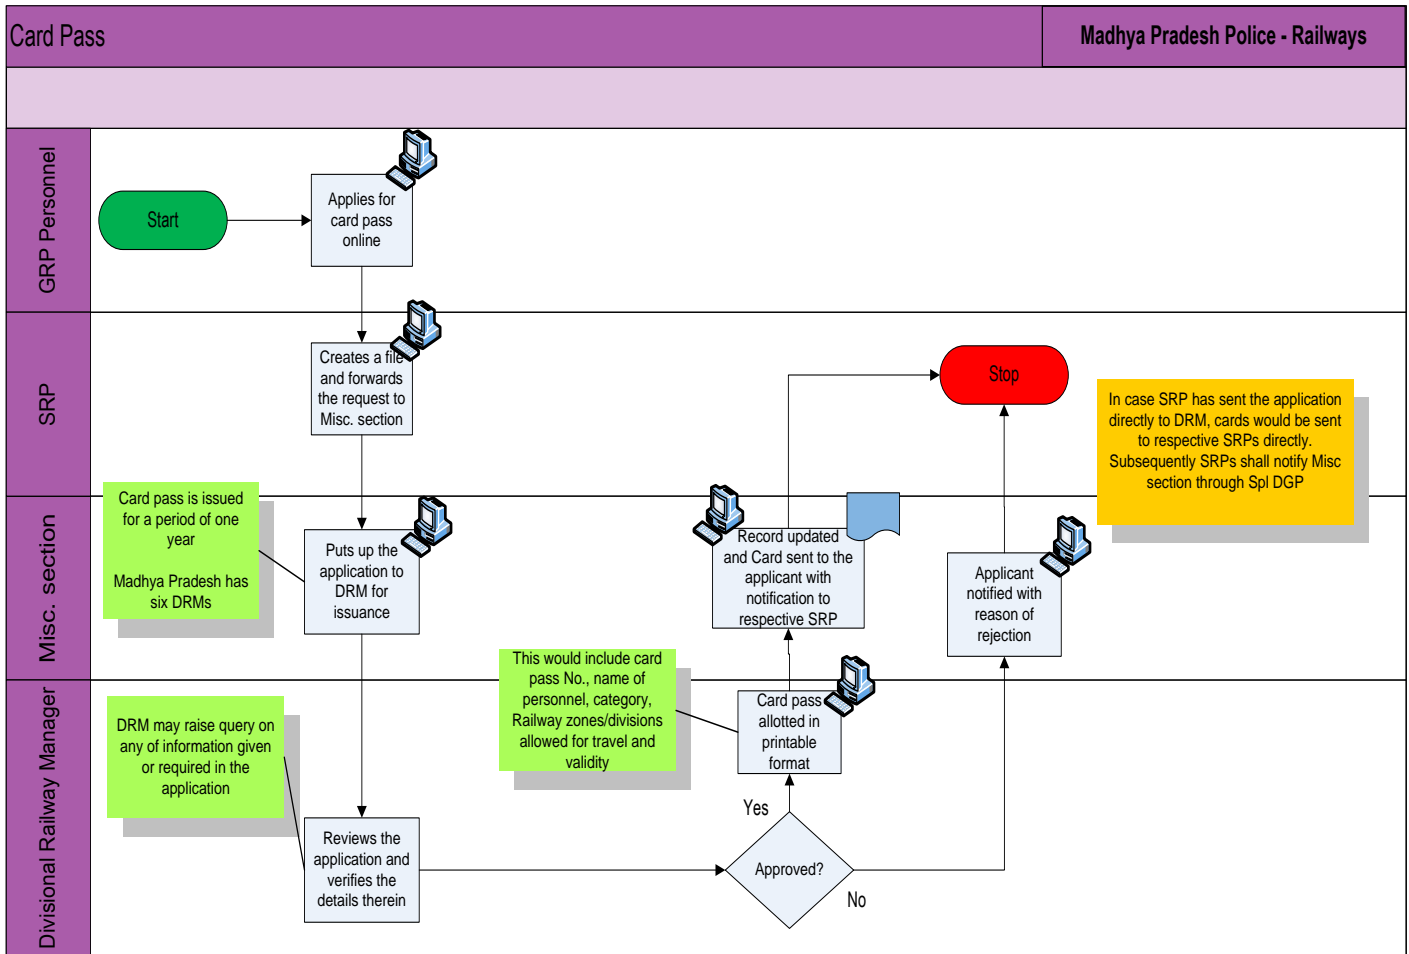 Card Pass
Madhya Pradesh Police - Railways
GRP Personnel
Start
Applies for
card pass
online
SRP
Creates a file
and forwards
the request to
Misc. section
Stop
In case SRP has sent the application
directly to DRM, cards would be sent
to respective SRPs directly.
Subsequently SRPs shall notify Misc
section through Spl DGP
Misc. section
Card pass is issued
for a period of one
year
Madhya Pradesh has
six DRMs
Puts up the
application to
DRM for
issuance
Record updated
and Card sent to the
applicant with
notification to
respective SRP
Applicant
notified with
reason of
rejection
Divisional Railway Manager
This would include card
pass No., name of
personnel, category,
Railway zones/divisions
allowed for travel and
validity
Card pass
allotted in
printable
format
DRM may raise query on
any of information given
or required in the
application
Reviews the
application and
verifies the
details therein
Yes
Approved?
No